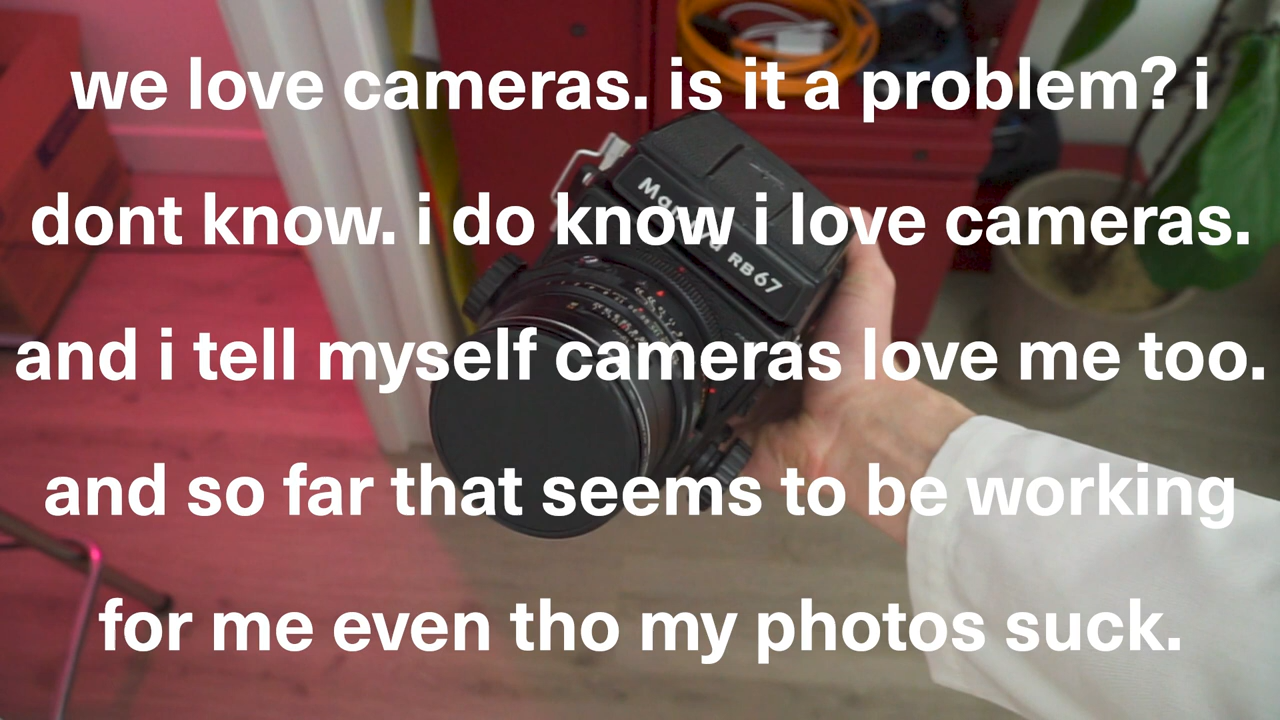 we love cameras. is it a problem? i
dont know. i do know i love cameras.
and i tell myself cameras love me too.
and so far that seems to be working
for me even tho my photos suck.
RB67